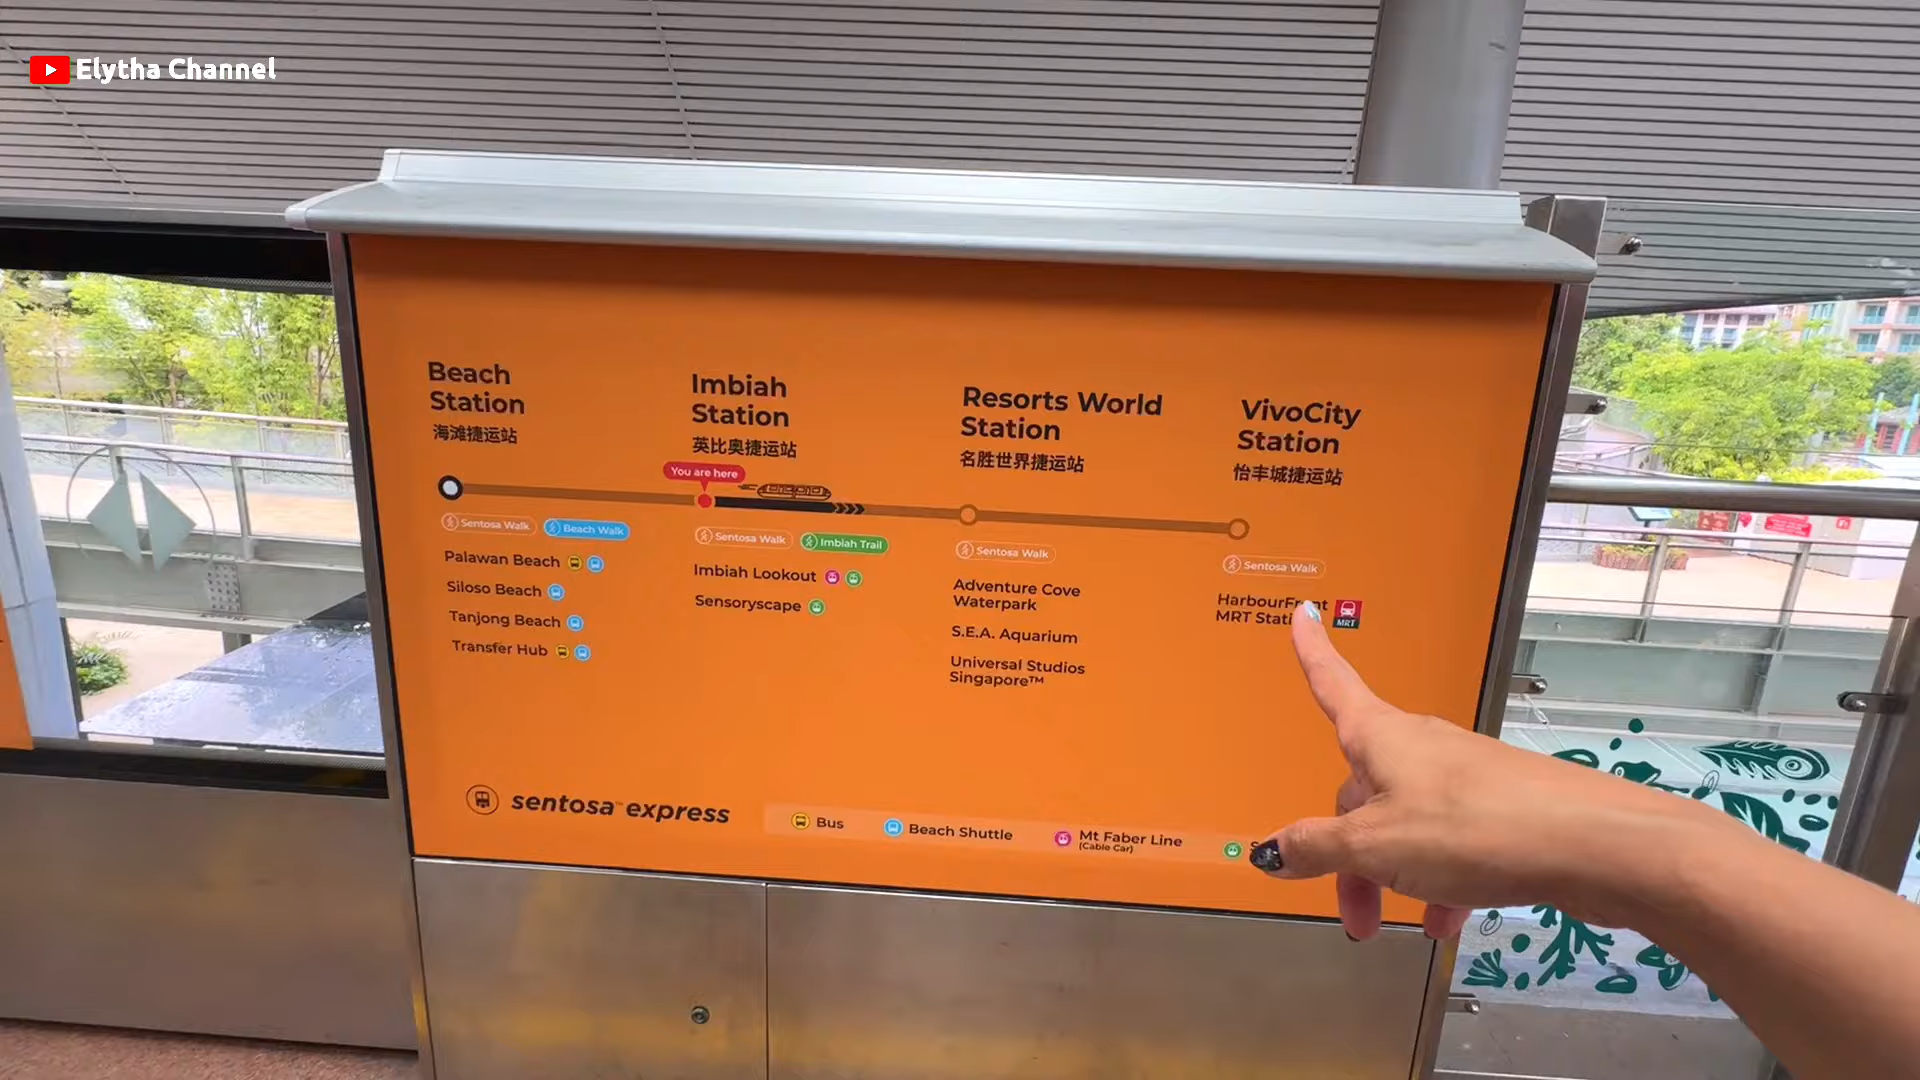 Elytha Channel
Beach
Station
海滩捷运站
Imbiah
Station
英比奥捷运站
Resorts World
Station
名胜世界捷运站
VivoCity
Station
怡丰城捷运站
You are here
Sentosa Walk
Beach Walk
Palawan Beach
Siloso Beach
Tanjong Beach
Transfer Hub
Sentosa Walk
Imbiah Trail
Imbiah Lookout
Sensoryscape
Sentosa Walk
Adventure Cove
Waterpark
S.E.A. Aquarium
Universal Studios
Singapore™
Sentosa Walk
HarbourFront
MRT Station
MRT
sentosa™ express
Bus
Beach Shuttle
Mt Faber Line
(Cable Car)